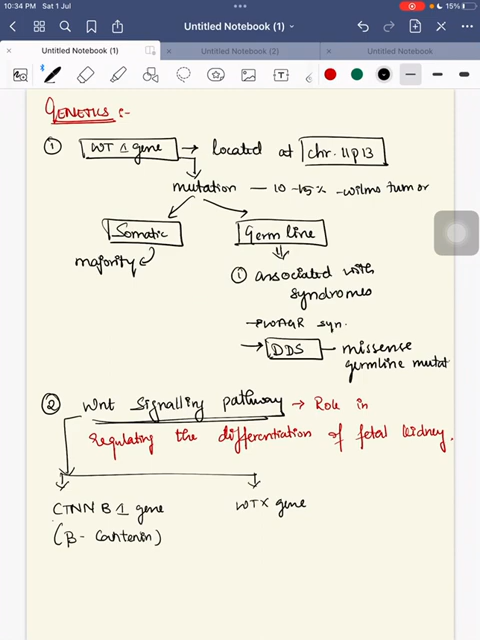 10:34 PM Sat 1 Jul
15%
Untitled Notebook (1)
Untitled Notebook (1) Untitled Notebook (2) Untitled Notebook
GENETICS :-
① WT 1 gene → located at chr. 11p13
mutation — 10-15% - wilms tumor
Somatic Germ line
majority
① associated with
syndromes
→ WAGR syn.
→ DDS — missense
germline mutat
② Wnt Signalling pathway → Role in
regulating the differentiation of fetal kidney.
CTNN B 1 gene WTX gene
(β - Cantenin)